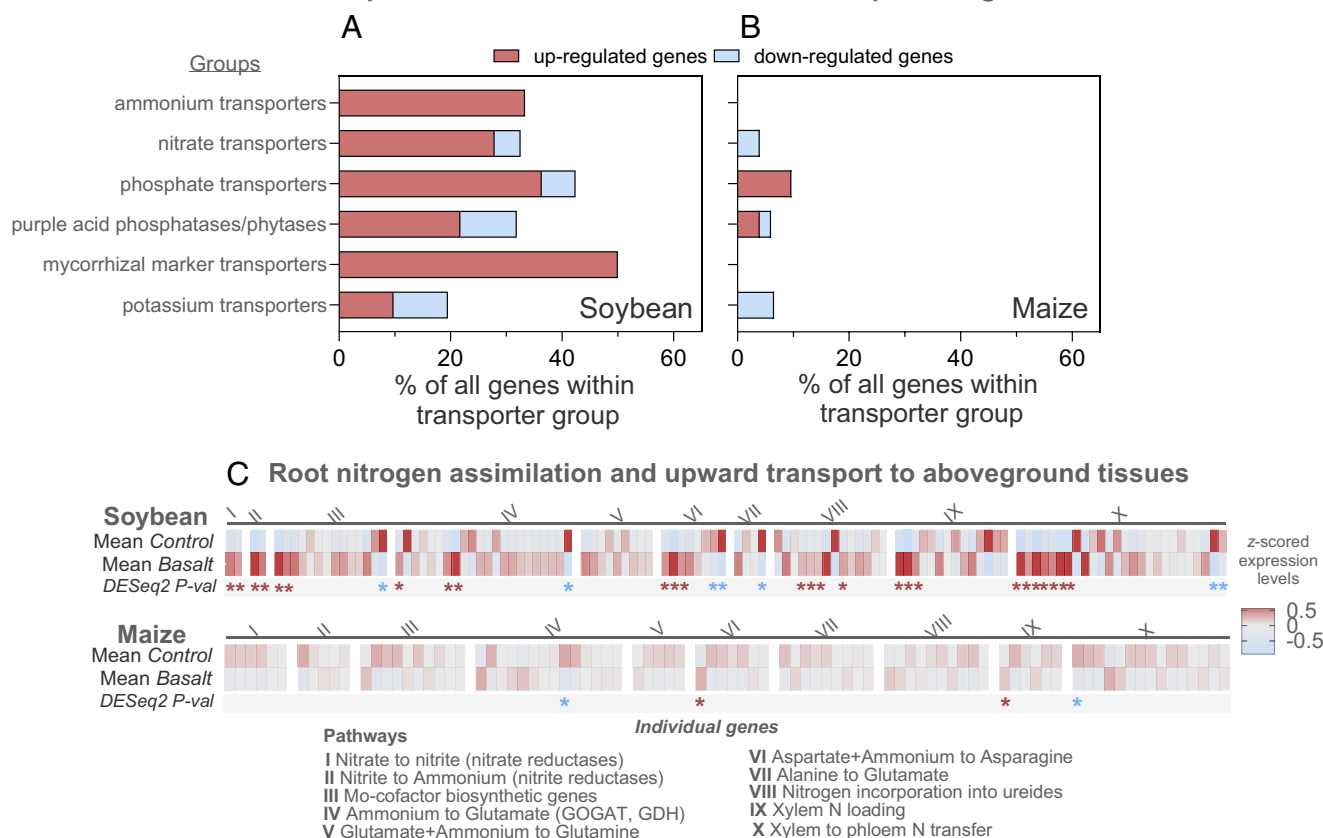 A
B
up-regulated genes
down-regulated genes
Groups
ammonium transporters
nitrate transporters
phosphate transporters
purple acid phosphatases/phytases
mycorrhizal marker transporters
potassium transporters
Soybean
Maize
0 20 40 60
0 20 40 60
% of all genes within
transporter group
% of all genes within
transporter group
C Root nitrogen assimilation and upward transport to aboveground tissues
Soybean
I II III IV V VI VII VIII IX X
Mean Control
Mean Basalt
DESeq2 P-val
** ** ** * * ** * *** ** * *** * *** ******* **
z-scored
expression
levels
0.5
0
-0.5
Maize
I II III IV V VI VII VIII IX X
Mean Control
Mean Basalt
DESeq2 P-val
* * * *
Individual genes
Pathways
I Nitrate to nitrite (nitrate reductases)
II Nitrite to Ammonium (nitrite reductases)
III Mo-cofactor biosynthetic genes
IV Ammonium to Glutamate (GOGAT, GDH)
V Glutamate+Ammonium to Glutamine
VI Aspartate+Ammonium to Asparagine
VII Alanine to Glutamate
VIII Nitrogen incorporation into ureides
IX Xylem N loading
X Xylem to phloem N transfer